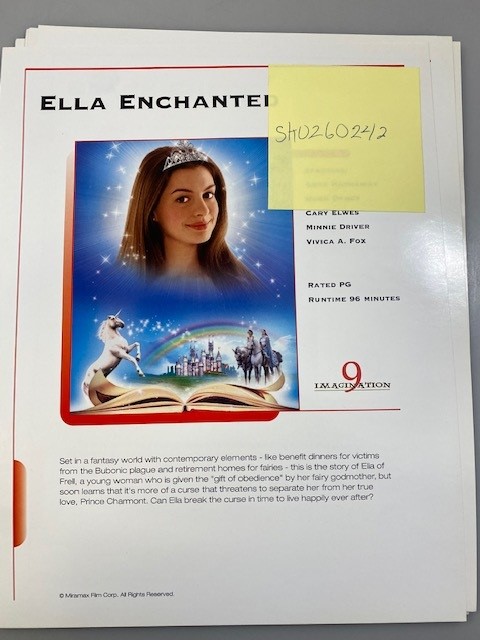 ELLA ENCHANTED
SH0260242
CARY ELWES
MINNIE DRIVER
VIVICA A. FOX
RATED PG
RUNTIME 96 MINUTES
9
IMAGINATION
Set in a fantasy world with contemporary elements - like benefit dinners for victims
from the Bubonic plague and retirement homes for fairies - this is the story of Ella of
Frell, a young woman who is given the "gift of obedience" by her fairy godmother, but
soon learns that it's more of a curse that threatens to separate her from her true
love, Prince Charmont. Can Ella break the curse in time to live happily ever after?
© Miramax Film Corp. All Rights Reserved.